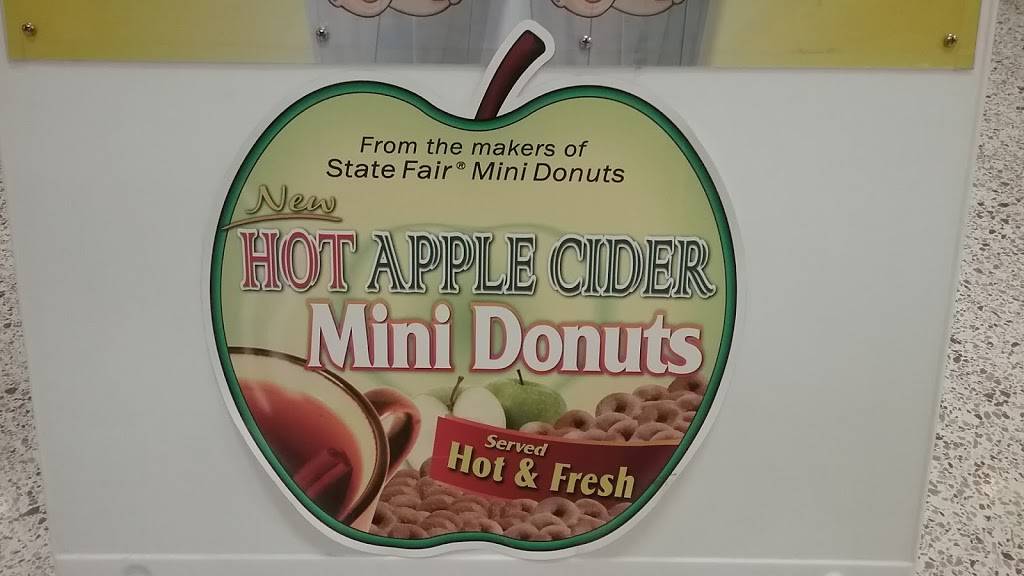 From the makers of
State Fair® Mini Donuts
New
HOT APPLE CIDER
Mini Donuts
Served
Hot & Fresh